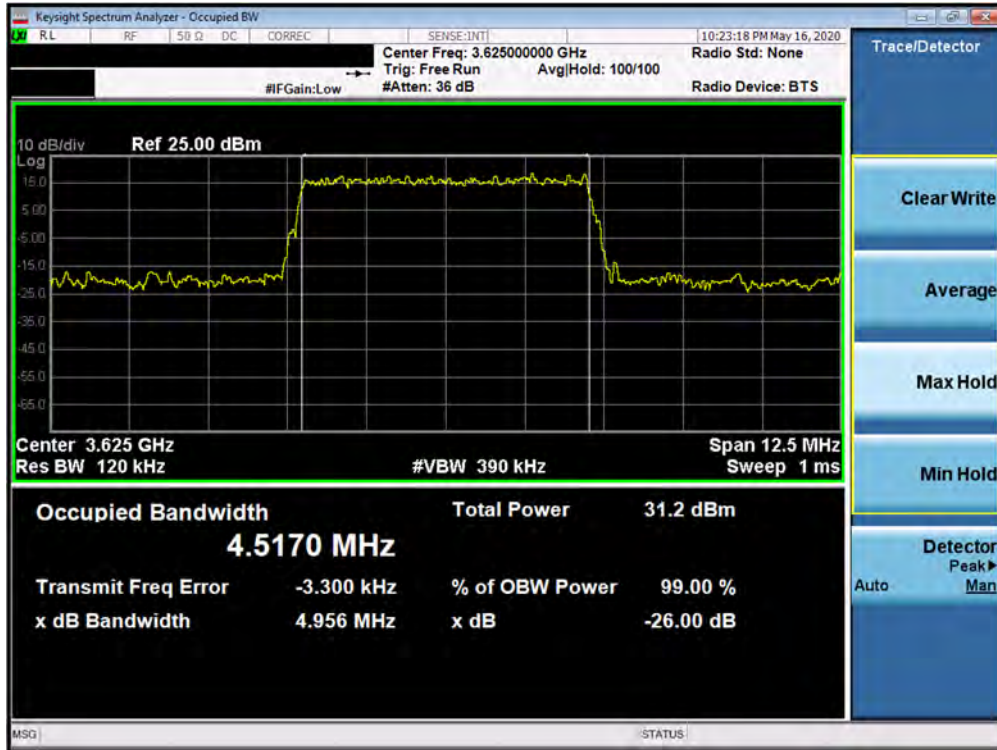 Keysight Spectrum Analyzer - Occupied BW
LXI RL RF 50 Ω DC CORREC SENSE:INT 10:23:18 PM May 16, 2020
Center Freq: 3.625000000 GHz Radio Std: None
Trig: Free Run Avg|Hold: 100/100
#IFGain:Low #Atten: 36 dB Radio Device: BTS
Trace/Detector
10 dB/div Ref 25.00 dBm
Log
15.0
5.00
-5.00
-15.0
-25.0
-35.0
-45.0
-55.0
-65.0
Center 3.625 GHz Span 12.5 MHz
Res BW 120 kHz #VBW 390 kHz Sweep 1 ms
Occupied Bandwidth Total Power 31.2 dBm
4.5170 MHz
Transmit Freq Error -3.300 kHz % of OBW Power 99.00 %
x dB Bandwidth 4.956 MHz x dB -26.00 dB
Clear Write
Average
Max Hold
Min Hold
Detector
Peak▶
Auto Man
MSG STATUS